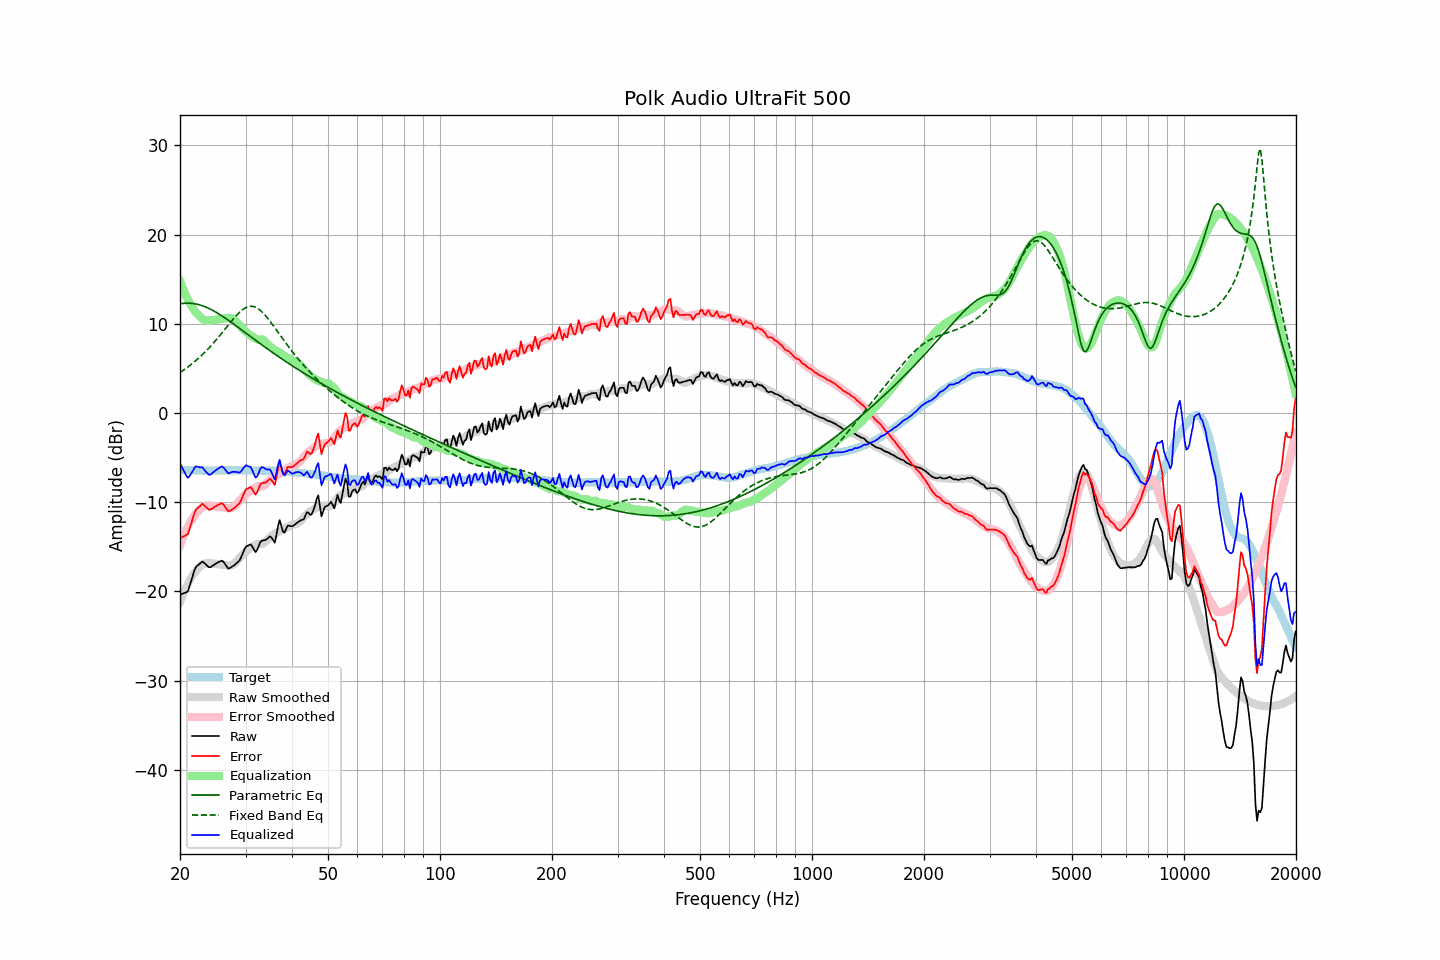 Polk Audio UltraFit 500
Amplitude (dBr)
30
20
10
0
−10
−20
−30
−40
Target
Raw Smoothed
Error Smoothed
Raw
Error
Equalization
Parametric Eq
Fixed Band Eq
Equalized
20 50 100 200 500 1000 2000 5000 10000 20000
Frequency (Hz)